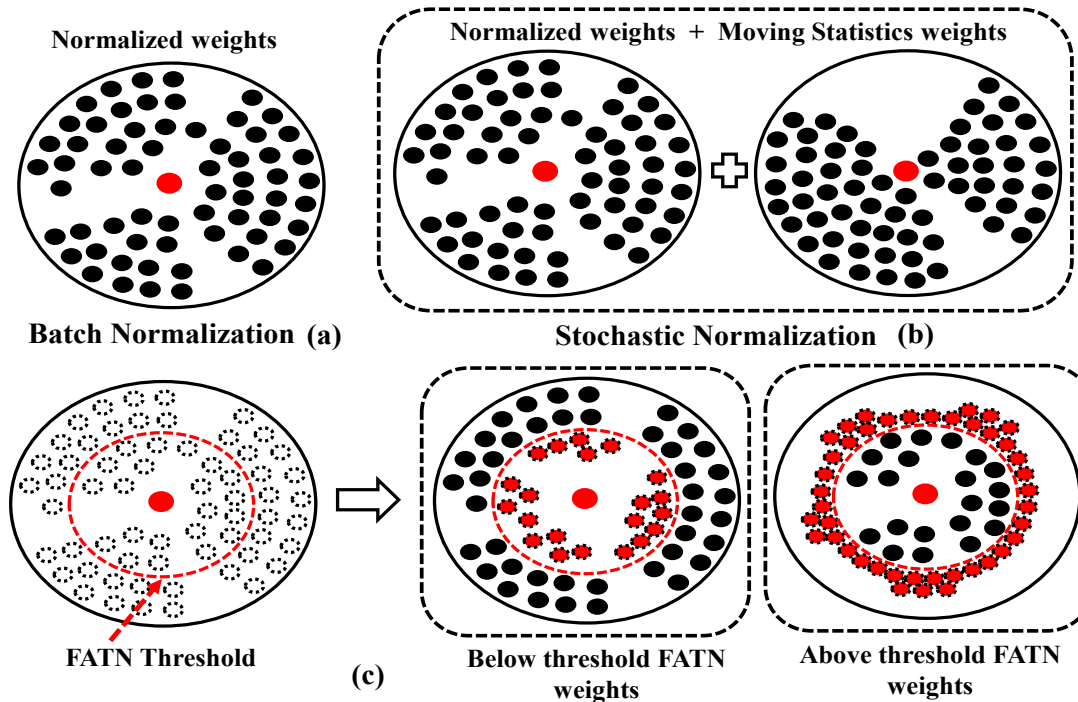 Normalized weights
Normalized weights + Moving Statistics weights
Batch Normalization (a)
Stochastic Normalization (b)
FATN Threshold
(c)
Below threshold FATN
weights
Above threshold FATN
weights